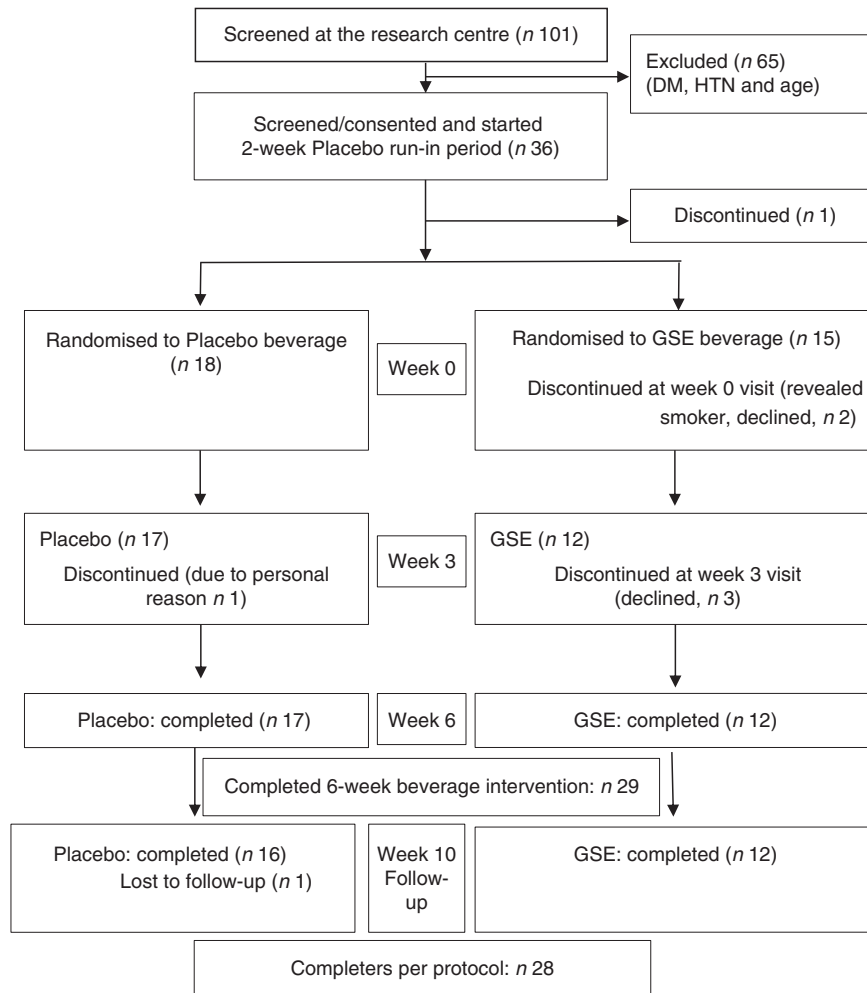 Screened at the research centre (n 101)
Excluded (n 65)
(DM, HTN and age)
Screened/consented and started
2-week Placebo run-in period (n 36)
Discontinued (n 1)
Randomised to Placebo beverage
(n 18)
Week 0
Randomised to GSE beverage (n 15)
Discontinued at week 0 visit (revealed
smoker, declined, n 2)
Placebo (n 17)
Discontinued (due to personal
reason n 1)
Week 3
GSE (n 12)
Discontinued at week 3 visit
(declined, n 3)
Placebo: completed (n 17)
Week 6
GSE: completed (n 12)
Completed 6-week beverage intervention: n 29
Placebo: completed (n 16)
Lost to follow-up (n 1)
Week 10
Follow-
up
GSE: completed (n 12)
Completers per protocol: n 28